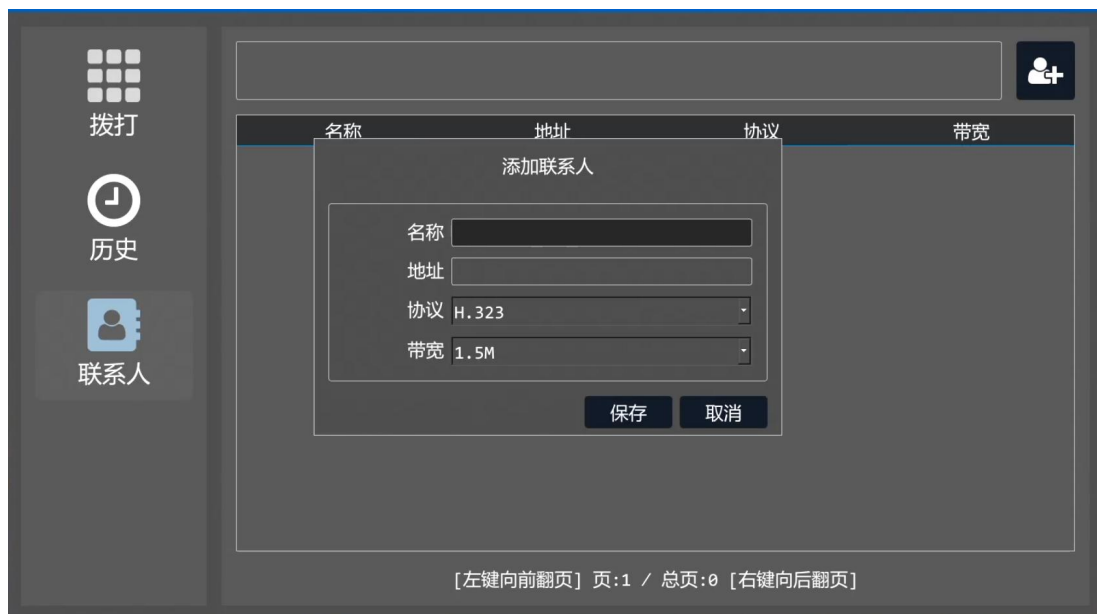 拨打
历史
联系人
名称 地址 协议 带宽
添加联系人
名称
地址
协议 H.323
带宽 1.5M
保存 取消
[左键向前翻页] 页:1 / 总页:0 [右键向后翻页]